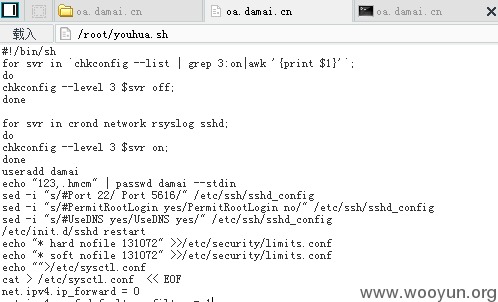 oa.damai.cn oa.damai.cn oa.damai.cn
载入 /root/youhua.sh
#!/bin/sh
for svr in `chkconfig --list | grep 3:on|awk '{print $1}'`;
do
chkconfig --level 3 $svr off;
done
for svr in crond network rsyslog sshd;
do
chkconfig --level 3 $svr on;
done
useradd damai
echo "123,.hmcm" | passwd damai --stdin
sed -i "s/#Port 22/ Port 5616/" /etc/ssh/sshd_config
sed -i "s/#PermitRootLogin yes/PermitRootLogin no/" /etc/ssh/sshd_config
sed -i "s/#UseDNS yes/UseDNS yes/" /etc/ssh/sshd_config
/etc/init.d/sshd restart
echo "* hard nofile 131072" >>/etc/security/limits.conf
echo "* soft nofile 131072" >>/etc/security/limits.conf
echo "">/etc/sysctl.conf
cat > /etc/sysctl.conf << EOF
net.ipv4.ip_forward = 0
www.wooyun.org